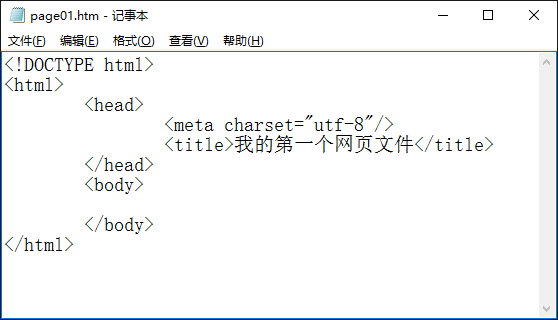 page01.htm - 记事本
文件(F) 编辑(E) 格式(O) 查看(V) 帮助(H)
<!DOCTYPE html>
<html>
<head>
<meta charset="utf-8"/>
<title>我的第一个网页文件</title>
</head>
<body>
</body>
</html>